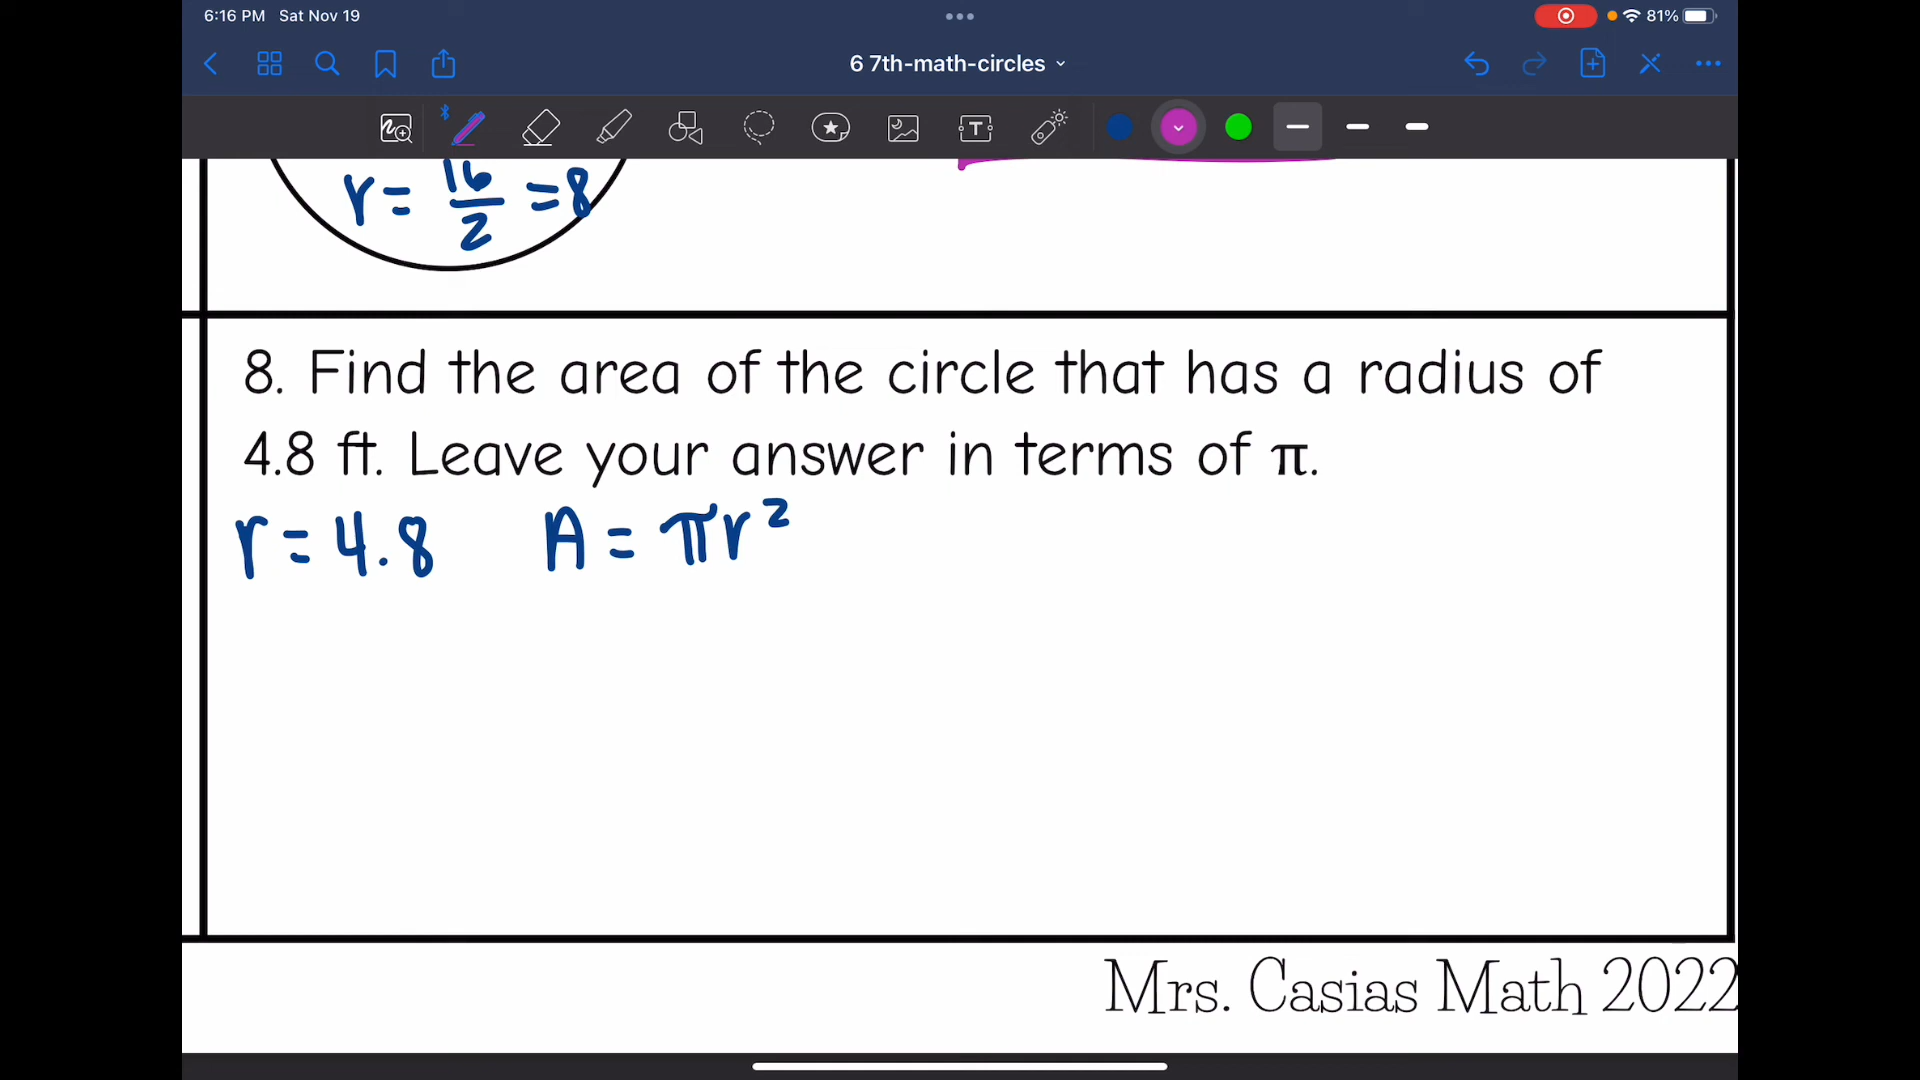 6:16 PM Sat Nov 19
81%
6 7th-math-circles
T
r = 16/2 = 8
8. Find the area of the circle that has a radius of
4.8 ft. Leave your answer in terms of π.
r = 4.8 A = πr²
Mrs. Casias Math 2022